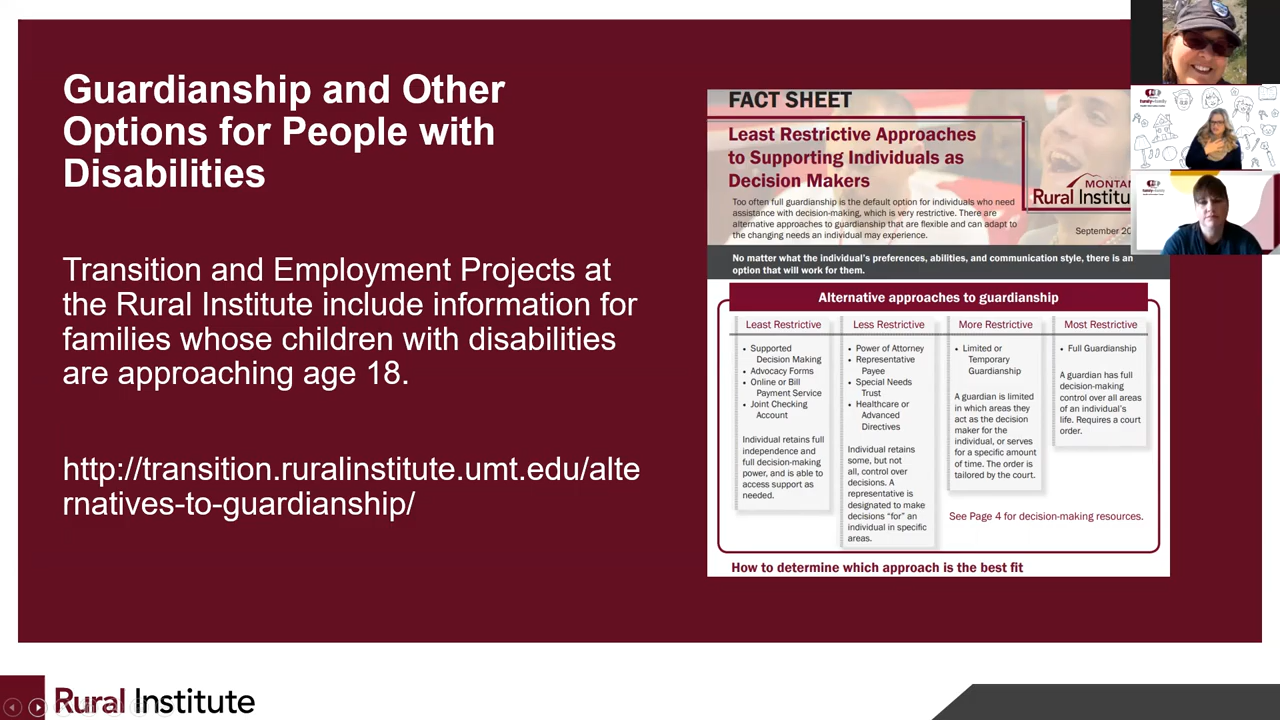 Guardianship and Other
Options for People with
Disabilities
Transition and Employment Projects at
the Rural Institute include information for
families whose children with disabilities
are approaching age 18.
http://transition.ruralinstitute.umt.edu/alte
rnatives-to-guardianship/
FACT SHEET
Least Restrictive Approaches
to Supporting Individuals as
Decision Makers
Too often full guardianship is the default option for individuals who need
assistance with decision-making, which is very restrictive. There are
alternative approaches to guardianship that are flexible and can adapt to
the changing needs an individual may experience.
MONTAN
Rural Institu
September 20
No matter what the individual's preferences, abilities, and communication style, there is an
option that will work for them.
Alternative approaches to guardianship
Least Restrictive
• Supported
Decision Making
• Advocacy Forms
• Online or Bill
Payment Service
• Joint Checking
Account
Individual retains full
independence and
full decision-making
power, and is able to
access support as
needed.
Less Restrictive
• Power of Attorney
• Representative
Payee
• Special Needs
Trust
• Healthcare or
Advanced
Directives
Individual retains
some, but not
all, control over
decisions. A
representative is
designated to make
decisions “for” an
individual in specific
areas.
More Restrictive
• Limited or
Temporary
Guardianship
A guardian is limited
in which areas they
act as the decision
maker for the
individual, or serves
for a specific amount
of time. The order is
tailored by the court.
Most Restrictive
• Full Guardianship
A guardian has full
decision-making
control over all areas
of an individual's
life. Requires a court
order.
See Page 4 for decision-making resources.
How to determine which approach is the best fit
Rural Institute